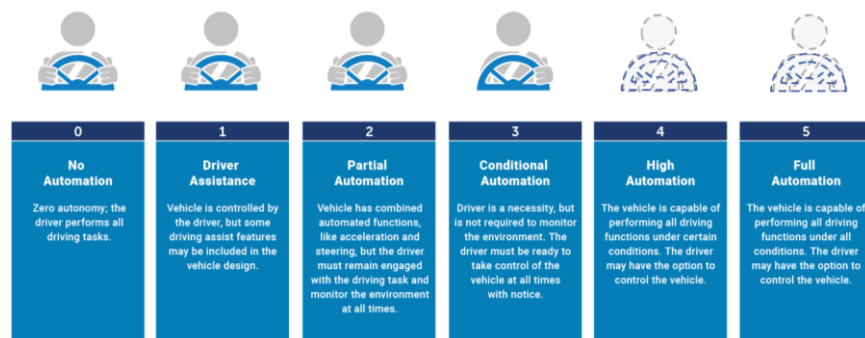 0
No
Automation
Zero autonomy; the
driver performs all
driving tasks.
1
Driver
Assistance
Vehicle is controlled by
the driver, but some
driving assist features
may be included in the
vehicle design.
2
Partial
Automation
Vehicle has combined
automated functions,
like acceleration and
steering, but the driver
must remain engaged
with the driving task and
monitor the environment
at all times.
3
Conditional
Automation
Driver is a necessity, but
is not required to monitor
the environment. The
driver must be ready to
take control of the
vehicle at all times
with notice.
4
High
Automation
The vehicle is capable of
performing all driving
functions under certain
conditions. The driver
may have the option to
control the vehicle.
5
Full
Automation
The vehicle is capable of
performing all driving
functions under all
conditions. The driver
may have the option to
control the vehicle.